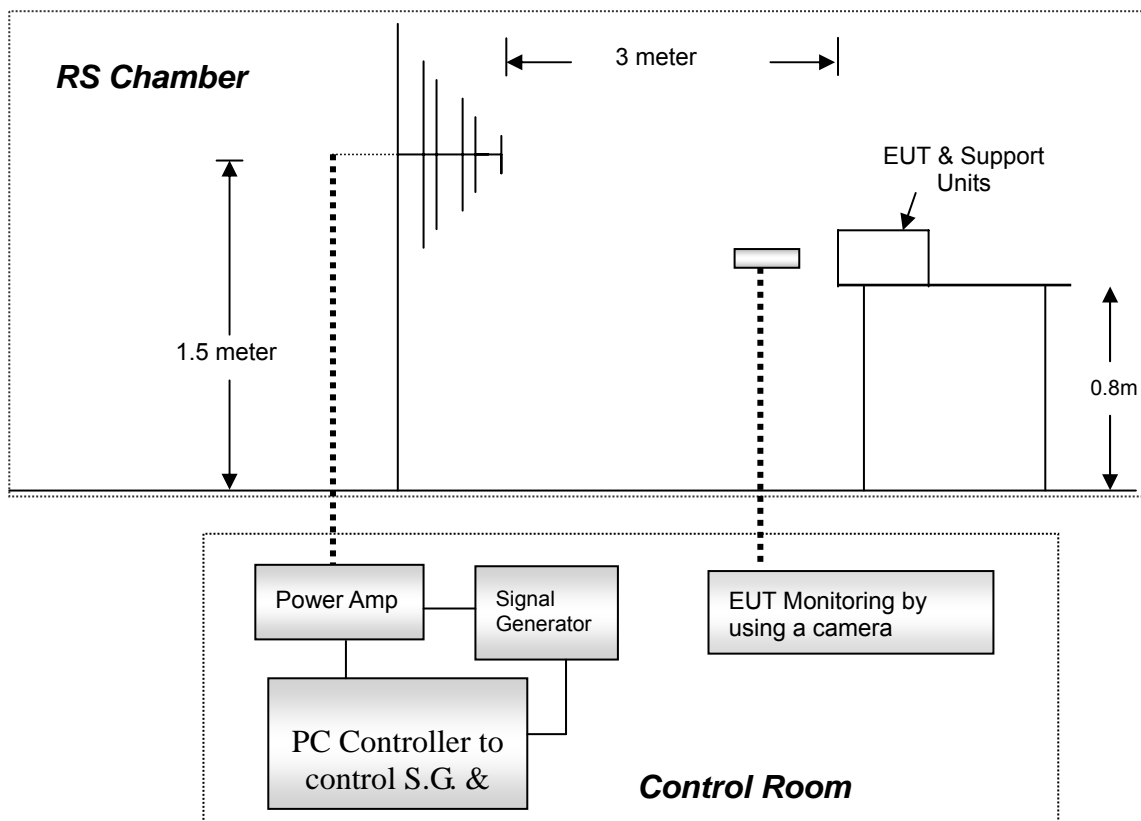 RS Chamber
3 meter
EUT & Support
Units
1.5 meter
0.8m
Power Amp
Signal
Generator
EUT Monitoring by
using a camera
PC Controller to
control S.G. &
Control Room